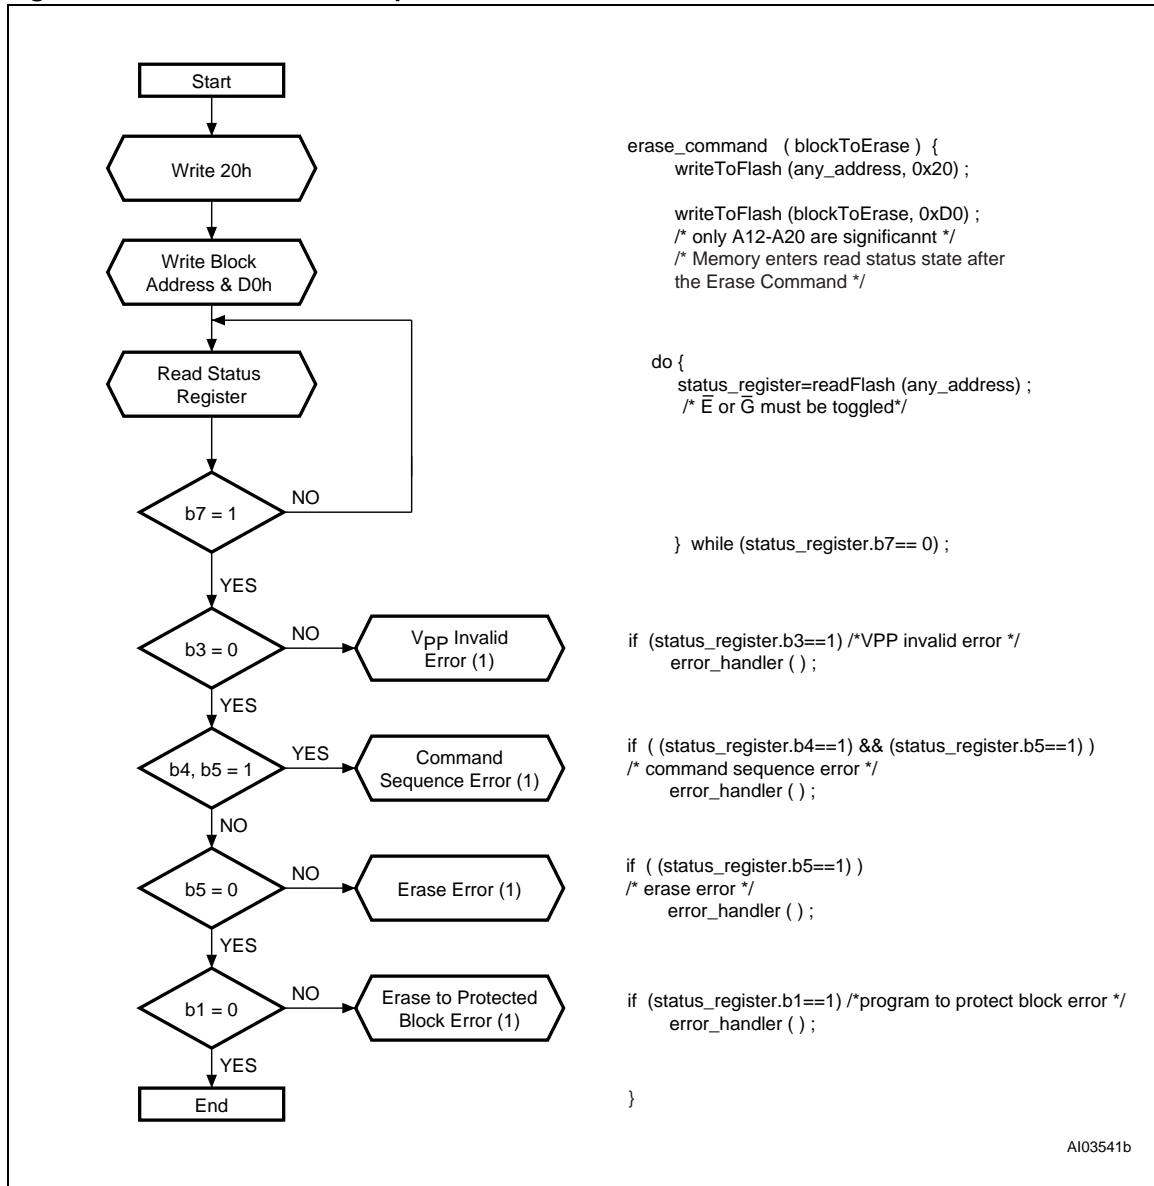 Start
Write 20h
Write Block
Address & D0h
Read Status
Register
b7 = 1
NO
YES
b3 = 0
NO
VPP Invalid
Error (1)
YES
b4, b5 = 1
YES
Command
Sequence Error (1)
NO
b5 = 0
NO
Erase Error (1)
YES
b1 = 0
NO
Erase to Protected
Block Error (1)
YES
End
erase_command ( blockToErase ) {
writeToFlash (any_address, 0x20) ;
writeToFlash (blockToErase, 0xD0) ;
/* only A12-A20 are significannt */
/* Memory enters read status state after
the Erase Command */
do {
status_register=readFlash (any_address) ;
/* E̅ or G̅ must be toggled*/
} while (status_register.b7== 0) ;
if (status_register.b3==1) /*VPP invalid error */
error_handler ( ) ;
if ( (status_register.b4==1) && (status_register.b5==1) )
/* command sequence error */
error_handler ( ) ;
if ( (status_register.b5==1) )
/* erase error */
error_handler ( ) ;
if (status_register.b1==1) /*program to protect block error */
error_handler ( ) ;
}
AI03541b